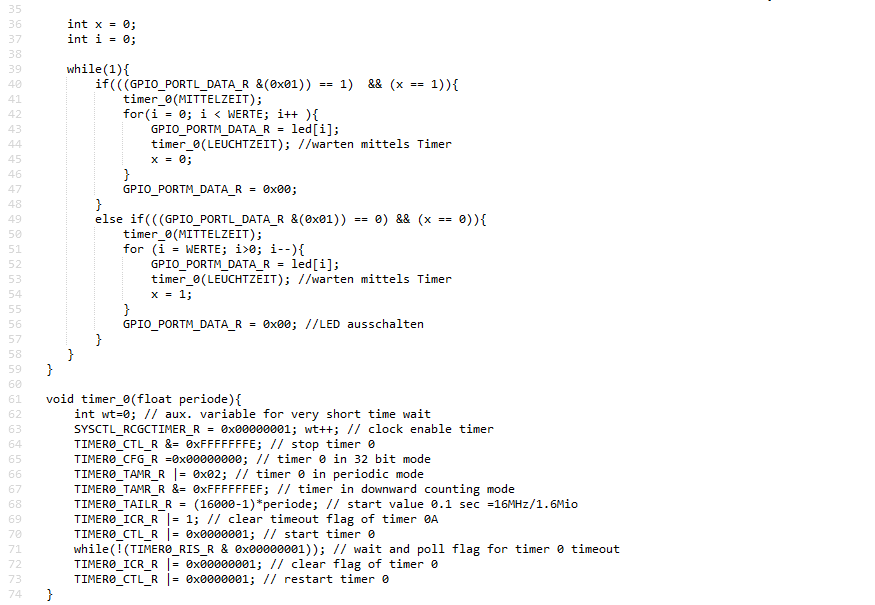 35
36 int x = 0;
37 int i = 0;
38
39 while(1){
40 if(((GPIO_PORTL_DATA_R &(0x01)) == 1)  && (x == 1)){
41 timer_0(MITTELZEIT);
42 for(i = 0; i < WERTE; i++ ){
43 GPIO_PORTM_DATA_R = led[i];
44 timer_0(LEUCHTZEIT); //warten mittels Timer
45 x = 0;
46 }
47 GPIO_PORTM_DATA_R = 0x00;
48 }
49 else if(((GPIO_PORTL_DATA_R &(0x01)) == 0) && (x == 0)){
50 timer_0(MITTELZEIT);
51 for (i = WERTE; i>0; i--){
52 GPIO_PORTM_DATA_R = led[i];
53 timer_0(LEUCHTZEIT); //warten mittels Timer
54 x = 1;
55 }
56 GPIO_PORTM_DATA_R = 0x00; //LED ausschalten
57 }
58 }
59 }
60
61 void timer_0(float periode){
62 int wt=0; // aux. variable for very short time wait
63 SYSCTL_RCGCTIMER_R = 0x00000001; wt++; // clock enable timer
64 TIMER0_CTL_R &= 0xFFFFFFFE; // stop timer 0
65 TIMER0_CFG_R =0x00000000; // timer 0 in 32 bit mode
66 TIMER0_TAMR_R |= 0x02; // timer 0 in periodic mode
67 TIMER0_TAMR_R &= 0xFFFFFFEF; // timer in downward counting mode
68 TIMER0_TAILR_R = (16000-1)*periode; // start value 0.1 sec =16MHz/1.6Mio
69 TIMER0_ICR_R |= 1; // clear timeout flag of timer 0A
70 TIMER0_CTL_R |= 0x0000001; // start timer 0
71 while(!(TIMER0_RIS_R & 0x00000001)); // wait and poll flag for timer 0 timeout
72 TIMER0_ICR_R |= 0x00000001; // clear flag of timer 0
73 TIMER0_CTL_R |= 0x0000001; // restart timer 0
74 }